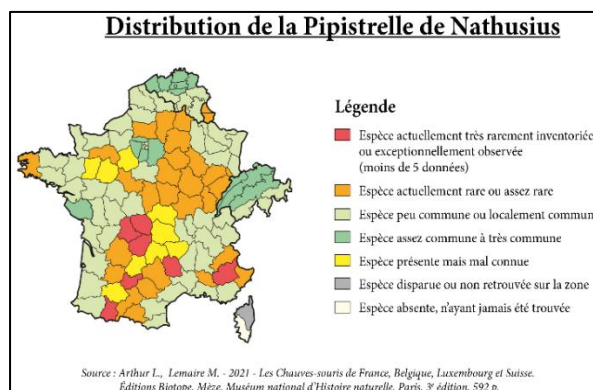 Distribution de la Pipistrelle de Nathusius
Légende
Espèce actuellement très rarement inventoriée
ou exceptionnellement observée
(moins de 5 données)
Espèce actuellement rare ou assez rare
Espèce peu commune ou localement commun
Espèce assez commune à très commune
Espèce présente mais mal connue
Espèce disparue ou non retrouvée sur la zone
Espèce absente, n'ayant jamais été trouvée
Source : Arthur L., Lemaire M. - 2021 - Les Chauves-souris de France, Belgique, Luxembourg et Suisse.
Éditions Biotope, Mèze, Muséum national d'Histoire naturelle, Paris, 3e édition, 592 p.